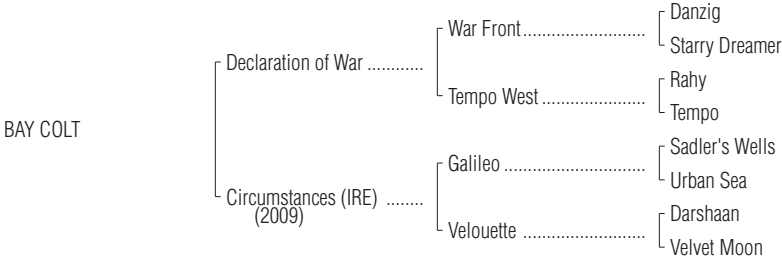 Danzig
War Front..........................
Starry Dreamer
Declaration of War ............
Rahy
Tempo West ......................
Tempo
BAY COLT
Sadler's Wells
Galileo ..............................
Urban Sea
Circumstances (IRE) ........
(2009)
Darshaan
Velouette ..........................
Velvet Moon